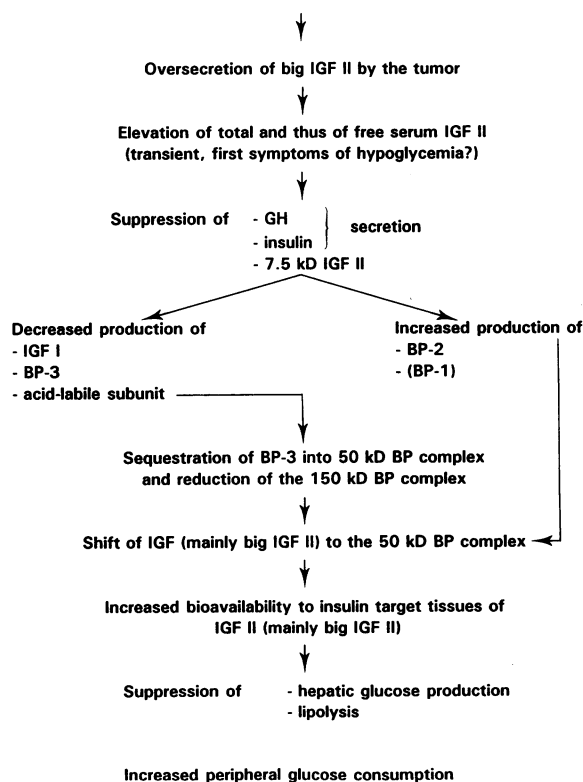 Oversecretion of big IGF II by the tumor
Elevation of total and thus of free serum IGF II
(transient, first symptoms of hypoglycemia?)
Suppression of - GH
- insulin
secretion
- 7.5 kD IGF II
Decreased production of
- IGF I
- BP-3
- acid-labile subunit
Increased production of
- BP-2
- (BP-1)
Sequestration of BP-3 into 50 kD BP complex
and reduction of the 150 kD BP complex
Shift of IGF (mainly big IGF II) to the 50 kD BP complex
Increased bioavailability to insulin target tissues of
IGF II (mainly big IGF II)
Suppression of - hepatic glucose production
- lipolysis
Increased peripheral glucose consumption